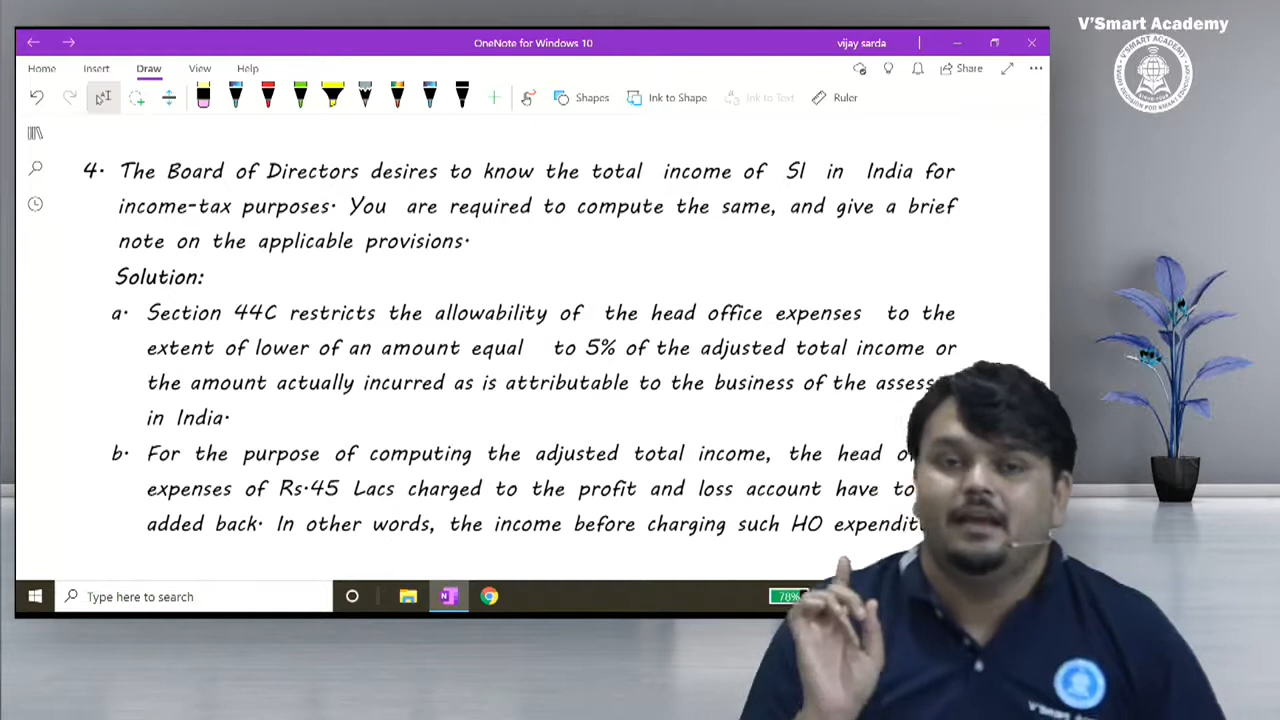 V'Smart Academy
OneNote for Windows 10
vijay sarda
Home Insert Draw View Help
Share
Shapes Ink to Shape Ink to Text Ruler
4. The Board of Directors desires to know the total income of SI in India for
income-tax purposes. You are required to compute the same, and give a brief
note on the applicable provisions.
Solution:
a. Section 44C restricts the allowability of the head office expenses to the
extent of lower of an amount equal to 5% of the adjusted total income or
the amount actually incurred as is attributable to the business of the assess
in India.
b. For the purpose of computing the adjusted total income, the head
expenses of Rs.45 Lacs charged to the profit and loss account have to
added back. In other words, the income before charging such HO
Type here to search
78%
V'Smart Academy